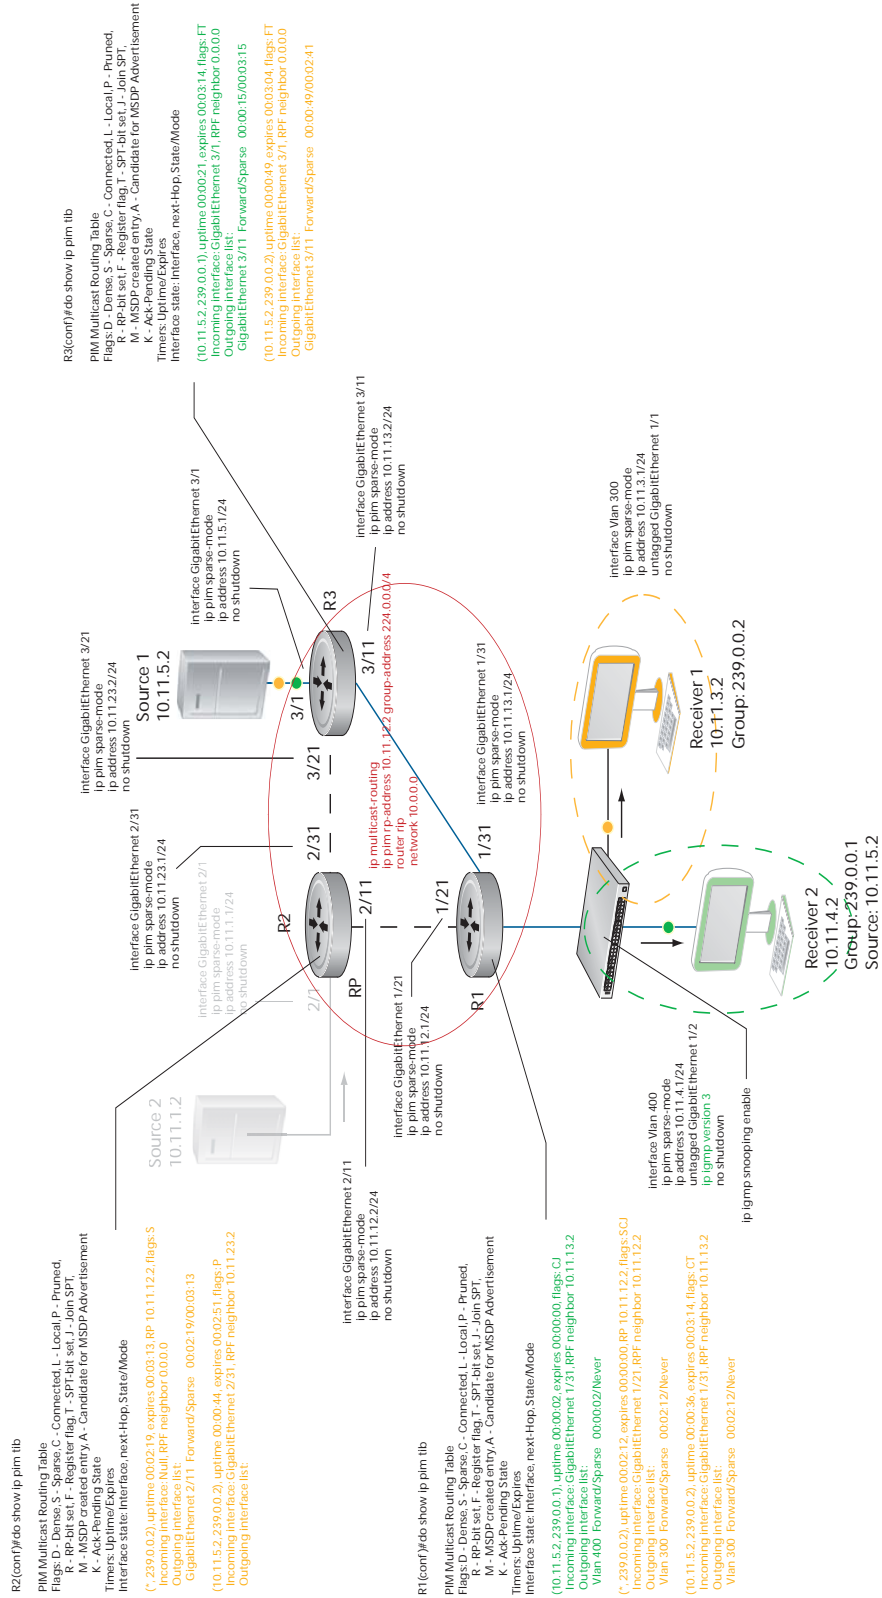 R2(conf)#do show ip pim tib
PIM Multicast Routing Table
Flags: D - Dense, S - Sparse, C - Connected, L - Local, P - Pruned,
R - RP-bit set, F - Register flag, T - SPT-bit set, J - Join SPT,
M - MSDP created entry, A - Candidate for MSDP Advertisement
K - Ack-Pending State
Timers: Uptime/Expires
Interface state: Interface, next-Hop, State/Mode
(*, 239.0.0.2), uptime 00:02:19, expires 00:03:13, RP 10.11.12.2, flags: S
Incoming interface: Null, RPF neighbor 0.0.0.0
Outgoing interface list:
GigabitEthernet 2/11 Forward/Sparse 00:02:19/00:03:13
(10.11.5.2, 239.0.0.2), uptime 00:00:44, expires 00:02:51, flags: P
Incoming interface: GigabitEthernet 2/31, RPF neighbor 10.11.23.2
Outgoing interface list:
R3(conf)#do show ip pim tib
PIM Multicast Routing Table
Flags: D - Dense, S - Sparse, C - Connected, L - Local, P - Pruned,
R - RP-bit set, F - Register flag, T - SPT-bit set, J - Join SPT,
M - MSDP created entry, A - Candidate for MSDP Advertisement
K - Ack-Pending State
Timers: Uptime/Expires
Interface state: Interface, next-Hop, State/Mode
(10.11.5.2, 239.0.0.1), uptime 00:00:21, expires 00:03:14, flags: FT
Incoming interface: GigabitEthernet 3/1, RPF neighbor 0.0.0.0
Outgoing interface list:
GigabitEthernet 3/11 Forward/Sparse 00:00:15/00:03:15
(10.11.5.2, 239.0.0.2), uptime 00:00:49, expires 00:03:04, flags: FT
Incoming interface: GigabitEthernet 3/1, RPF neighbor 0.0.0.0
Outgoing interface list:
GigabitEthernet 3/11 Forward/Sparse 00:00:49/00:02:41
interface GigabitEthernet 3/21
ip pim sparse-mode
ip address 10.11.23.2/24
no shutdown
interface GigabitEthernet 2/31
ip pim sparse-mode
ip address 10.11.23.1/24
no shutdown
interface GigabitEthernet 2/1
ip pim sparse-mode
ip address 10.11.1.1/24
no shutdown
Source 1
10.11.5.2
interface GigabitEthernet 3/1
ip pim sparse-mode
ip address 10.11.5.1/24
no shutdown
Source 2
10.11.1.2
2/1
R2
2/31
3/21
3/1
R3
RP
2/11
3/11
interface GigabitEthernet 3/11
ip pim sparse-mode
ip address 10.11.13.2/24
no shutdown
interface GigabitEthernet 2/11
ip pim sparse-mode
ip address 10.11.12.2/24
no shutdown
ip multicast-routing
ip pim rp-address 10.11.12.2 group-address 224.0.0.0/4
router rip
network 10.0.0.0
interface GigabitEthernet 1/21
ip pim sparse-mode
ip address 10.11.12.1/24
no shutdown
1/21
R1
1/31
interface GigabitEthernet 1/31
ip pim sparse-mode
ip address 10.11.13.1/24
no shutdown
R1(conf)#do show ip pim tib
PIM Multicast Routing Table
Flags: D - Dense, S - Sparse, C - Connected, L - Local, P - Pruned,
R - RP-bit set, F - Register flag, T - SPT-bit set, J - Join SPT,
M - MSDP created entry, A - Candidate for MSDP Advertisement
K - Ack-Pending State
Timers: Uptime/Expires
Interface state: Interface, next-Hop, State/Mode
(10.11.5.2, 239.0.0.1), uptime 00:00:02, expires 00:00:00, flags: CJ
Incoming interface: GigabitEthernet 1/31, RPF neighbor 10.11.13.2
Outgoing interface list:
Vlan 400 Forward/Sparse 00:00:02/Never
(*, 239.0.0.2), uptime 00:02:12, expires 00:00:00, RP 10.11.12.2, flags: SCJ
Incoming interface: GigabitEthernet 1/21, RPF neighbor 10.11.12.2
Outgoing interface list:
Vlan 300 Forward/Sparse 00:02:12/Never
(10.11.5.2, 239.0.0.2), uptime 00:00:36, expires 00:03:14, flags: CT
Incoming interface: GigabitEthernet 1/31, RPF neighbor 10.11.13.2
Outgoing interface list:
Vlan 300 Forward/Sparse 00:02:12/Never
interface Vlan 300
ip pim sparse-mode
ip address 10.11.3.1/24
untagged GigabitEthernet 1/1
no shutdown
interface Vlan 400
ip pim sparse-mode
ip address 10.11.4.1/24
untagged GigabitEthernet 1/2
ip igmp version 3
no shutdown
ip igmp snooping enable
Receiver 1
10.11.3.2
Group: 239.0.0.2
Receiver 2
10.11.4.2
Group: 239.0.0.1
Source: 10.11.5.2